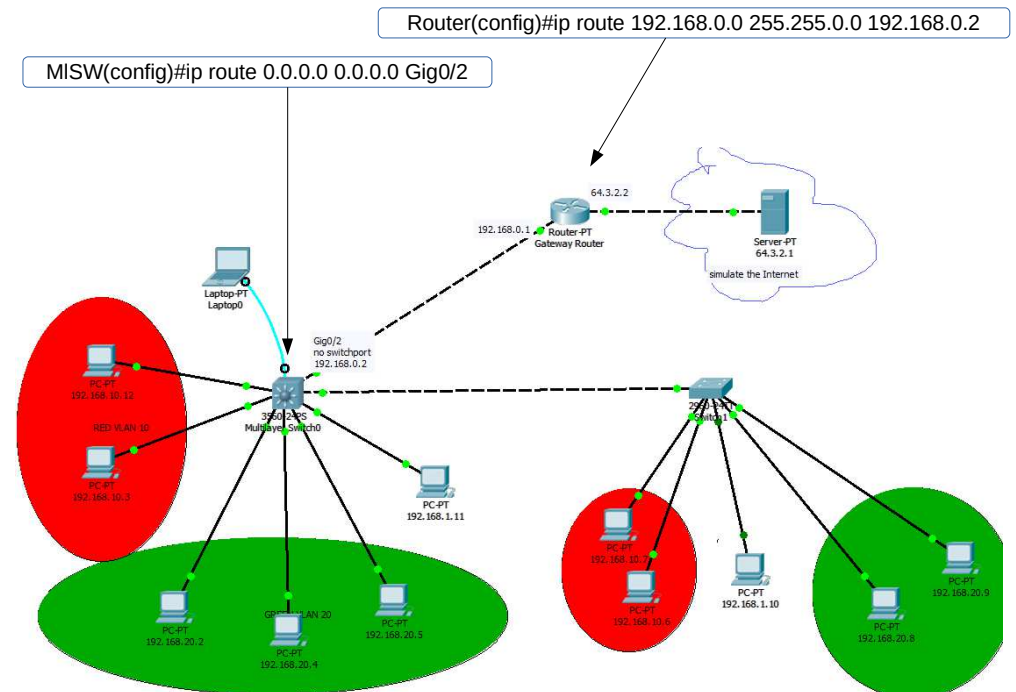 Router(config)#ip route 192.168.0.0 255.255.0.0 192.168.0.2
MlSW(config)#ip route 0.0.0.0 0.0.0.0 Gig0/2
64.3.2.2
192.168.0.1
Router-PT
Gateway Router
Server-PT
64.3.2.1
simulate the Internet
Laptop-PT
Laptop0
Gig0/2
no switchport
192.168.0.2
PC-PT
192.168.10.12
Multilayer Switch0
Switch1
RED VLAN 10
PC-PT
192.168.10.3
PC-PT
192.168.1.11
PC-PT
192.168.10.7
PC-PT
192.168.10.6
PC-PT
192.168.1.10
PC-PT
192.168.20.9
PC-PT
192.168.20.8
VLAN 20
PC-PT
192.168.20.2
PC-PT
192.168.20.4
PC-PT
192.168.20.5